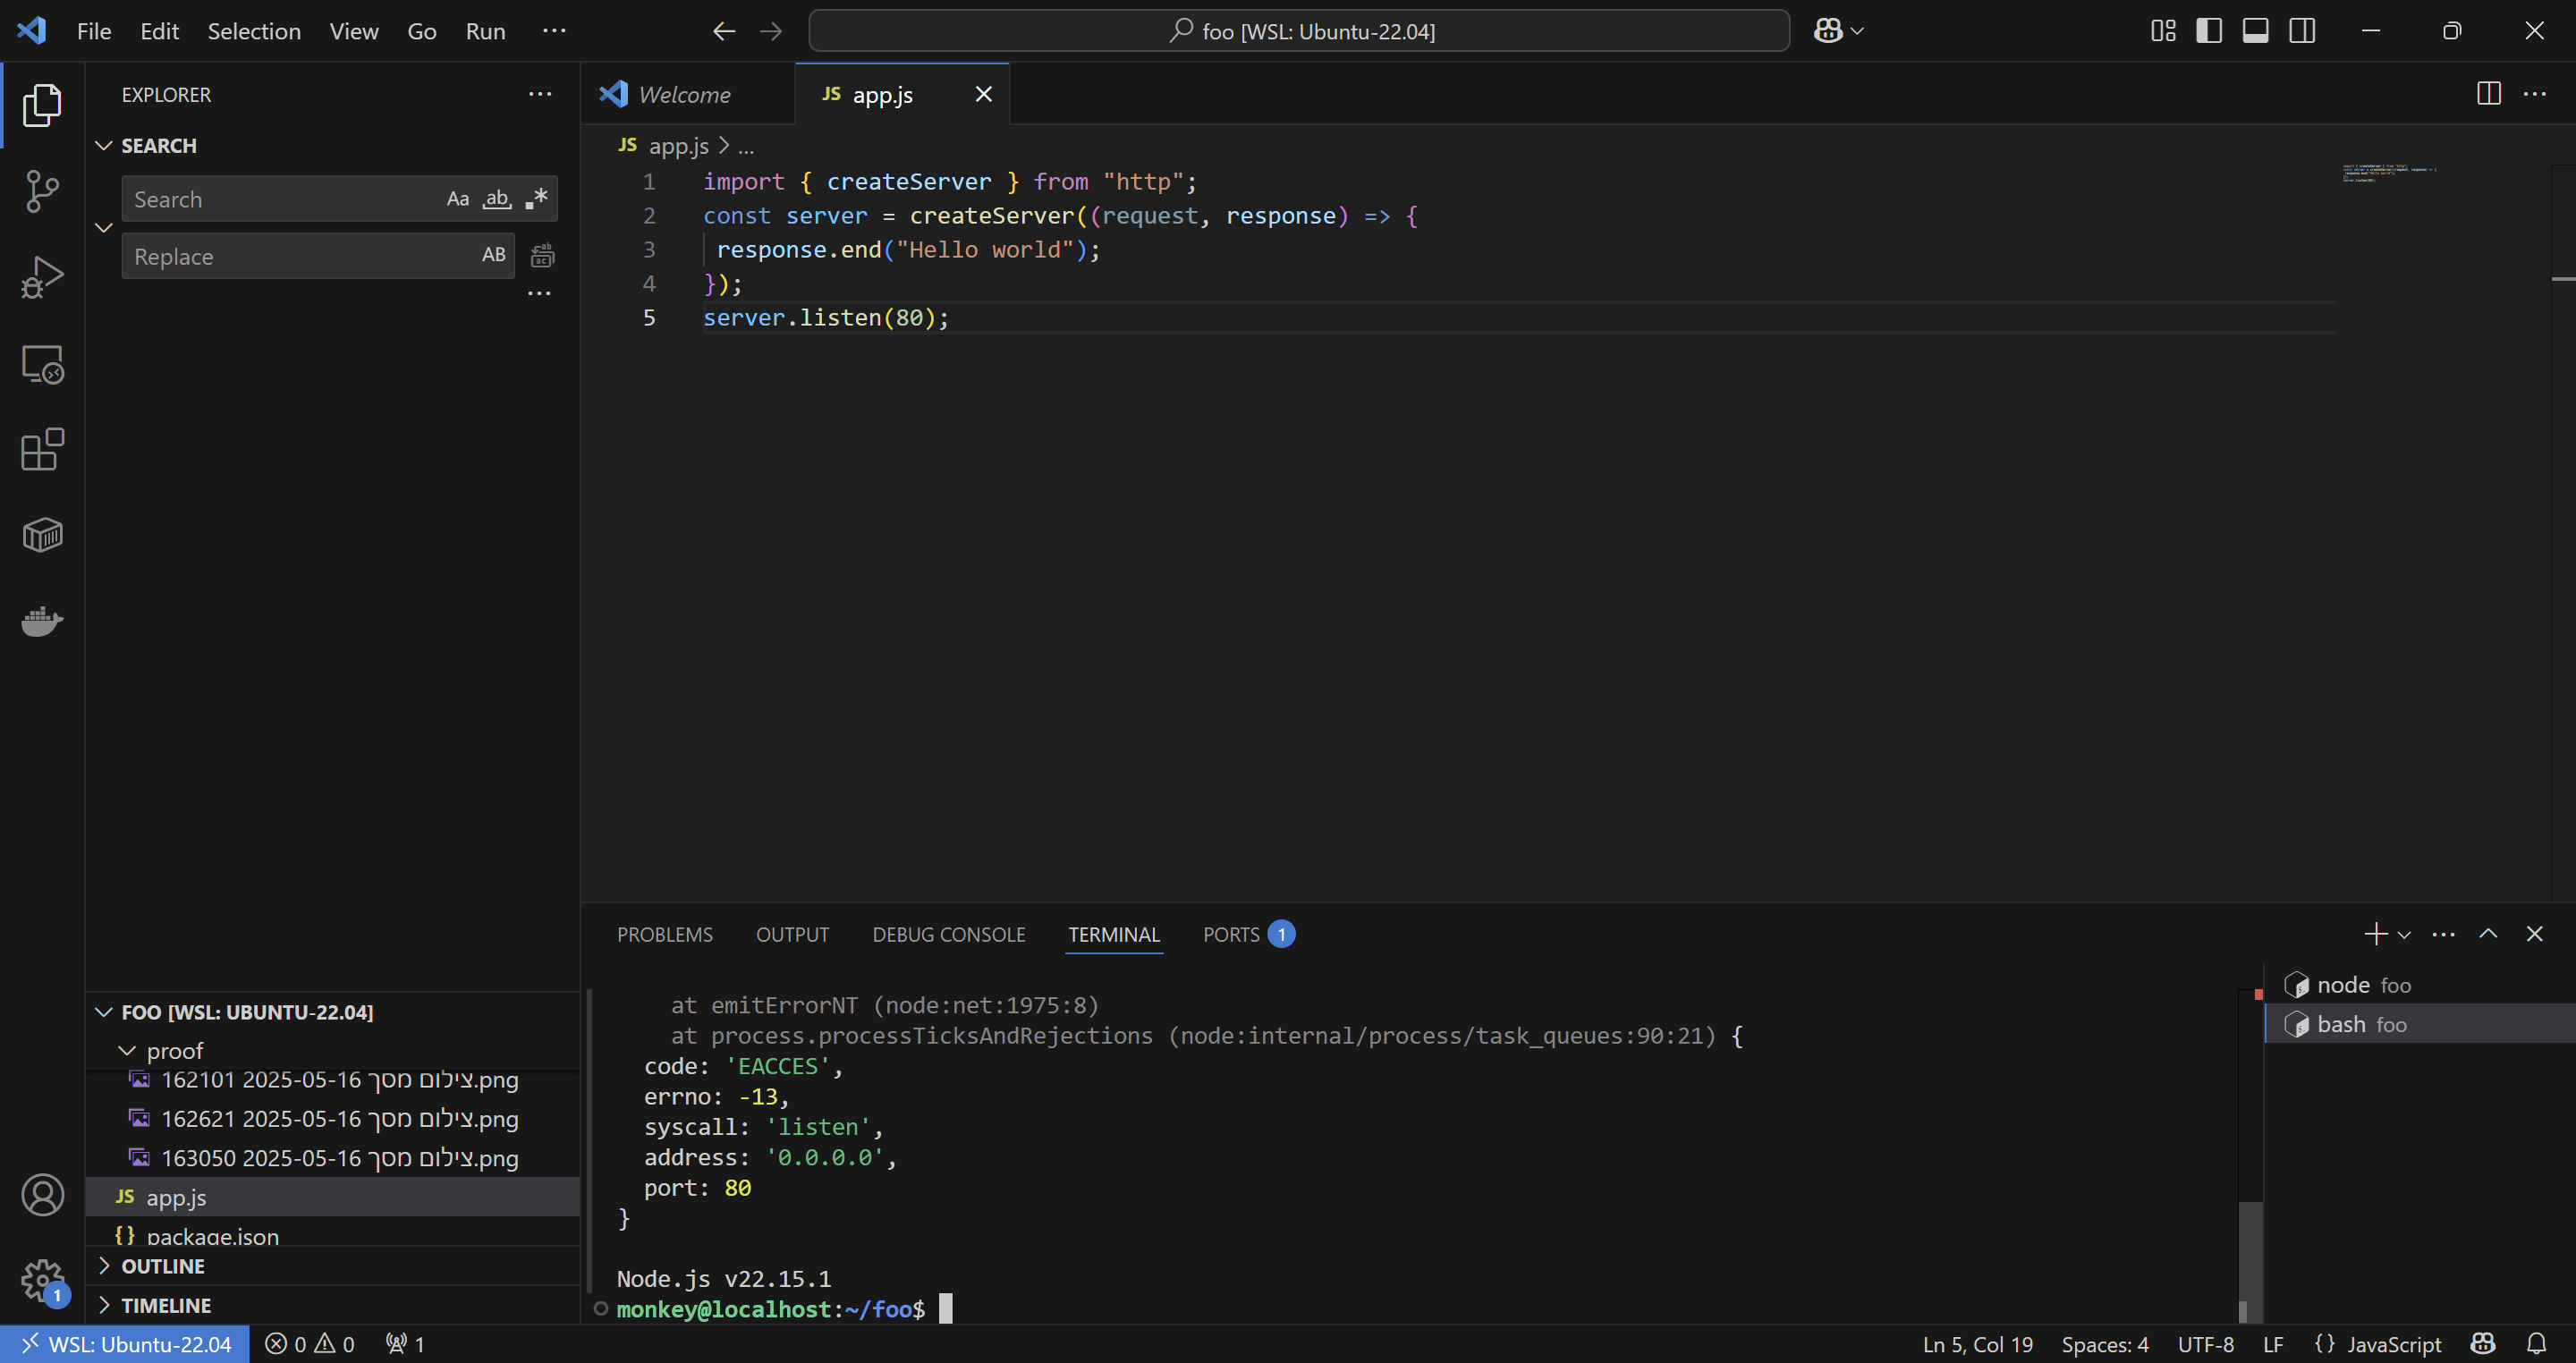 File Edit Selection View Go Run ···
foo [WSL: Ubuntu-22.04]
EXPLORER
SEARCH
Search Aa ab .*
Replace AB
FOO [WSL: UBUNTU-22.04]
proof
צילום מסך 2025-05-16 162101.png
צילום מסך 2025-05-16 162621.png
צילום מסך 2025-05-16 163050.png
JS app.js
{} package.json
OUTLINE
TIMELINE
Welcome
JS app.js
JS app.js > ...
1 import { createServer } from "http";
2 const server = createServer((request, response) => {
3 response.end("Hello world");
4 });
5 server.listen(80);
PROBLEMS OUTPUT DEBUG CONSOLE TERMINAL PORTS 1
at emitErrorNT (node:net:1975:8)
at process.processTicksAndRejections (node:internal/process/task_queues:90:21) {
code: 'EACCES',
errno: -13,
syscall: 'listen',
address: '0.0.0.0',
port: 80
}
Node.js v22.15.1
monkey@localhost:~/foo$
node foo
bash foo
1
WSL: Ubuntu-22.04 0 0 1
Ln 5, Col 19 Spaces: 4 UTF-8 LF {} JavaScript